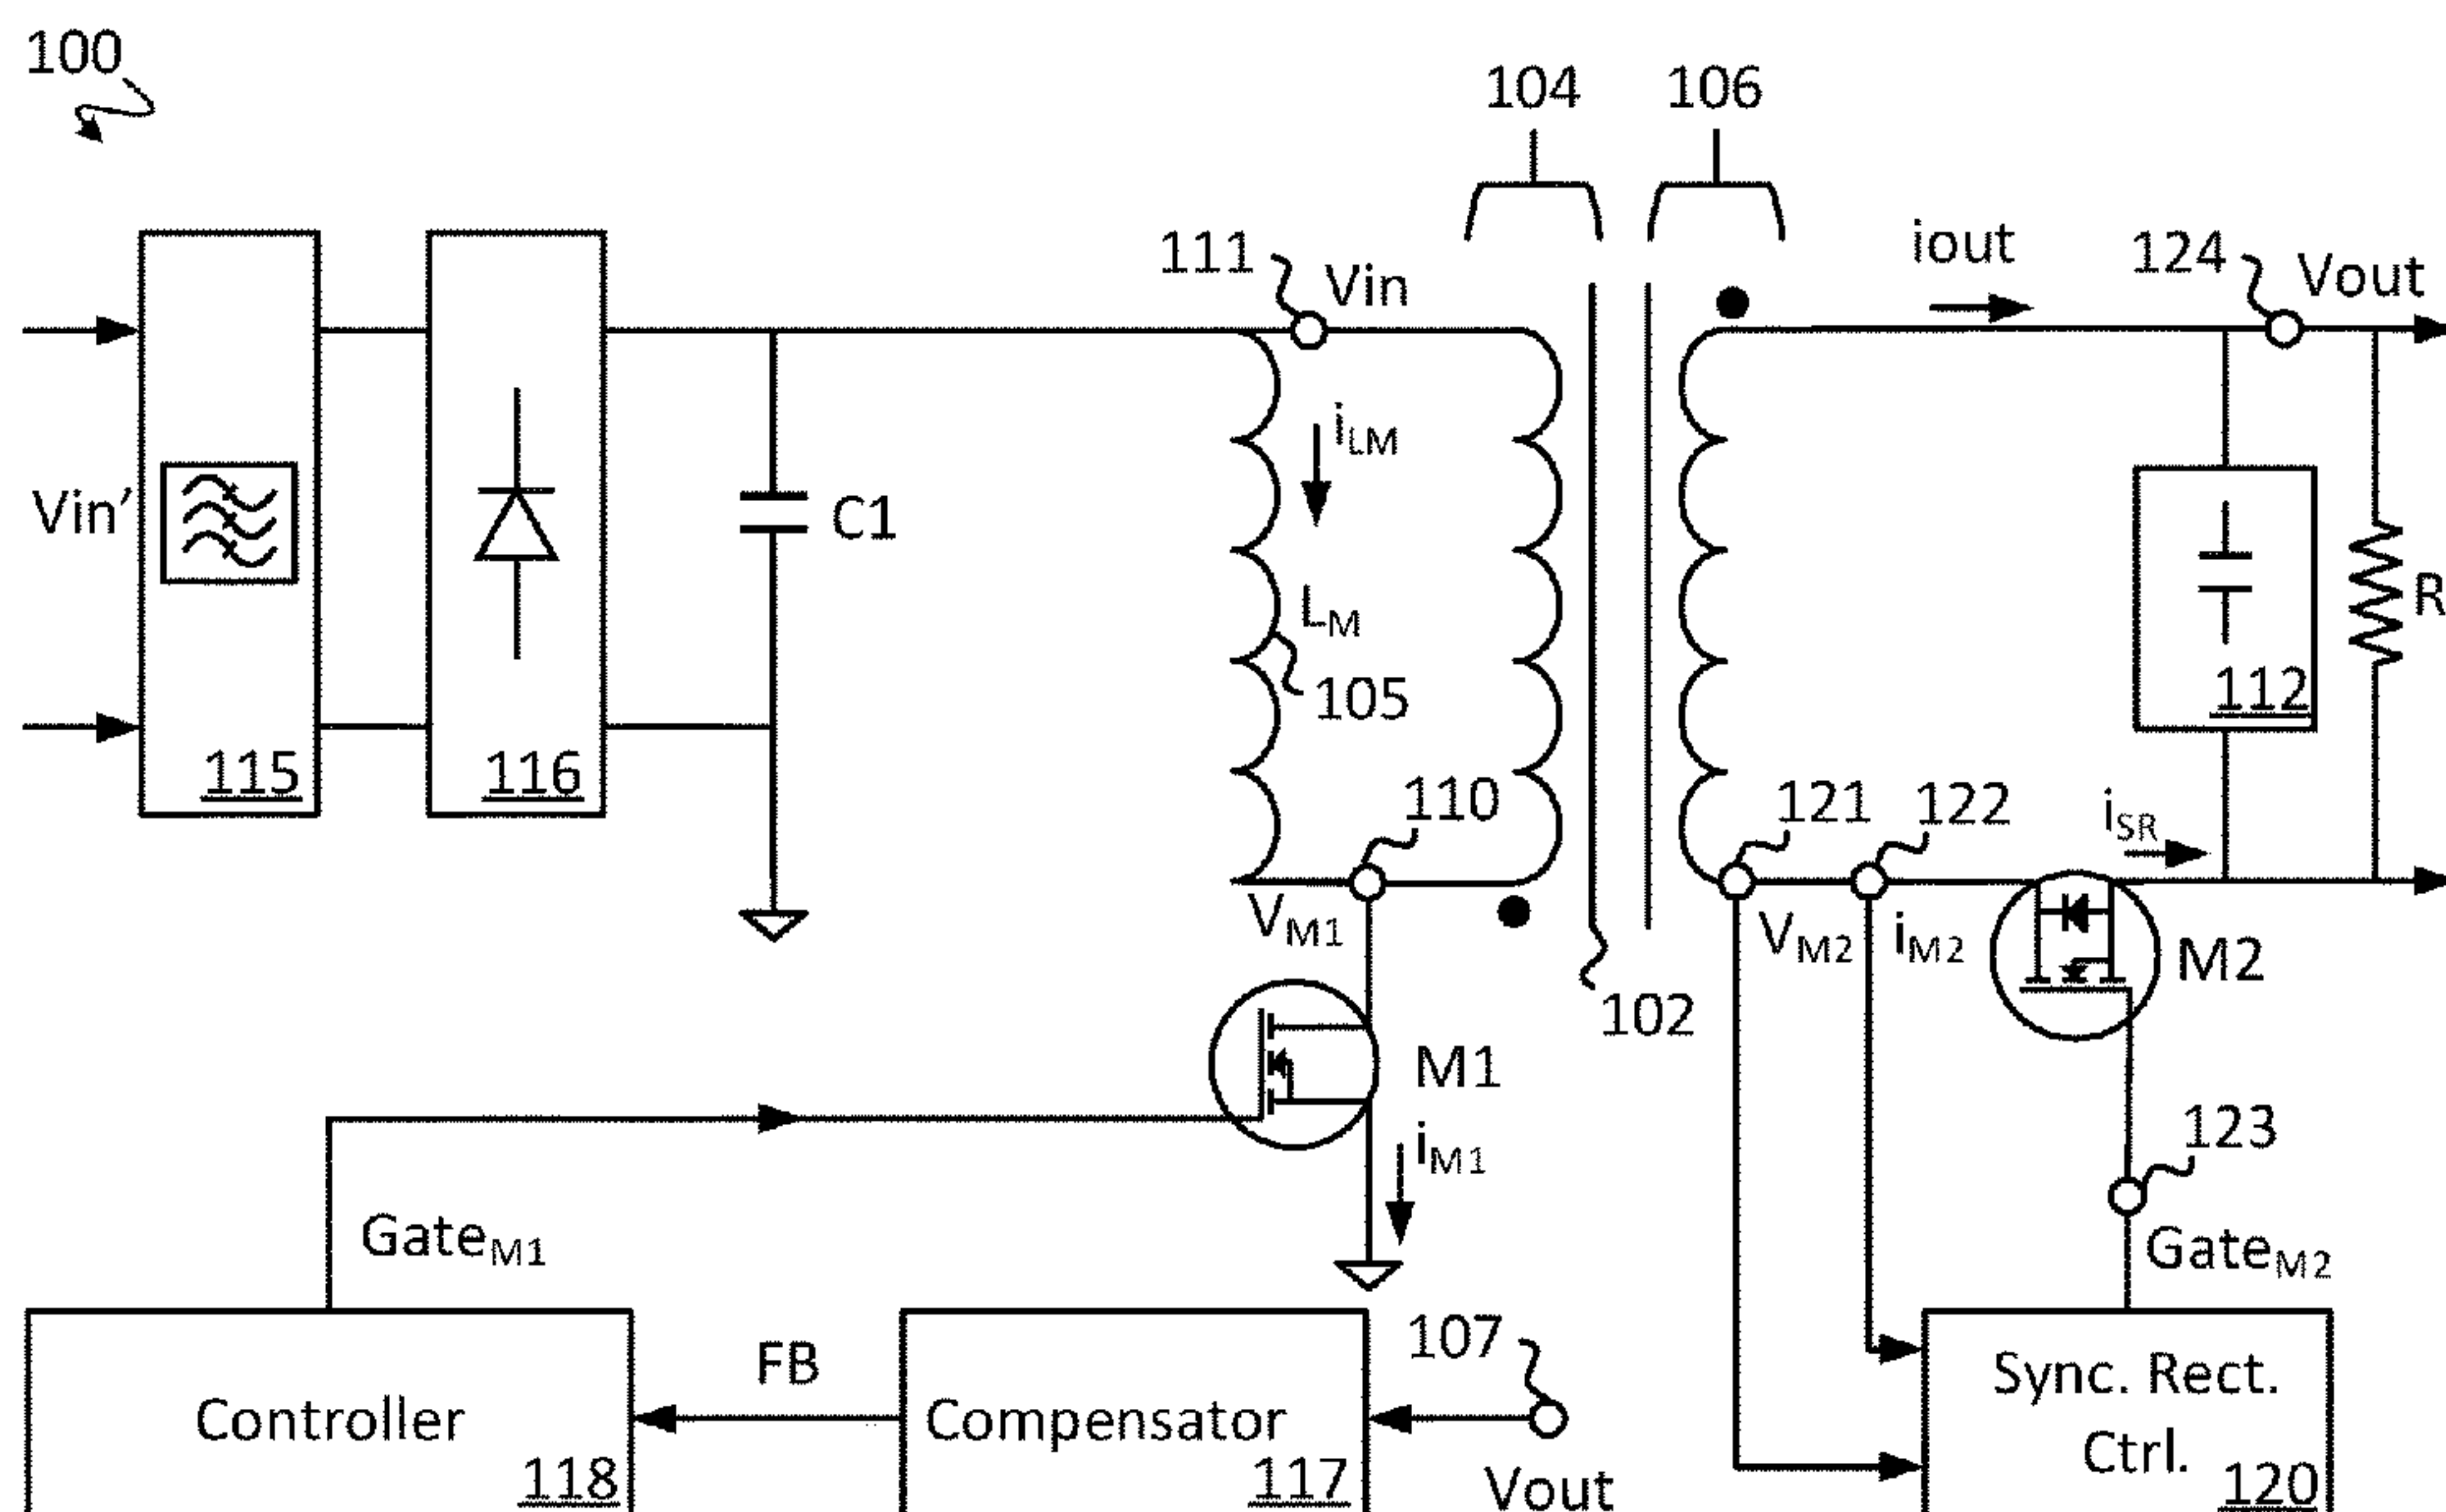 100
104
106
111
Vin
iout
124
Vout
Vin′
C1
iLM
LM
105
112
R
115
116
110
121
122
iSR
VM1
VM2
iM2
M2
102
M1
iM1
123
GateM1
GateM2
107
FB
Controller
118
Compensator
117
Vout
Sync. Rect.
Ctrl.
120